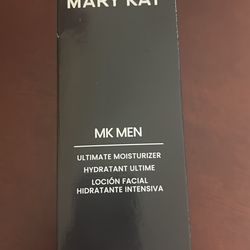 MARY KAY
MK MEN
ULTIMATE MOISTURIZER
HYDRATANT ULTIME
LOCIÓN FACIAL
HIDRATANTE INTENSIVA